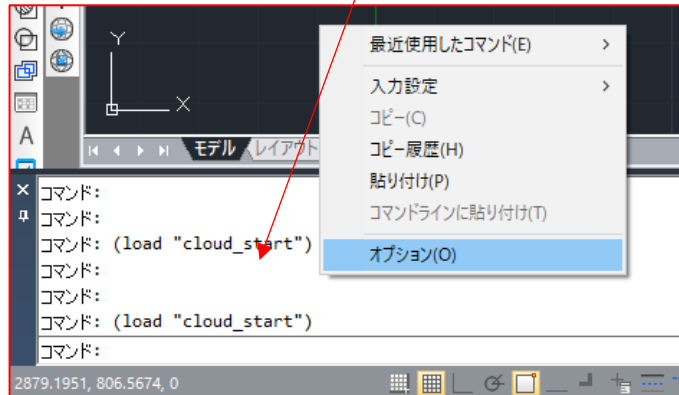 Y
X
A
モデル レイアウト
最近使用したコマンド(E)
入力設定
コピー(C)
コピー履歴(H)
貼り付け(P)
コマンドラインに貼り付け(T)
オプション(O)
コマンド:
コマンド:
コマンド: (load "cloud_start")
コマンド:
コマンド:
コマンド: (load "cloud_start")
コマンド:
2879.1951, 806.5674, 0